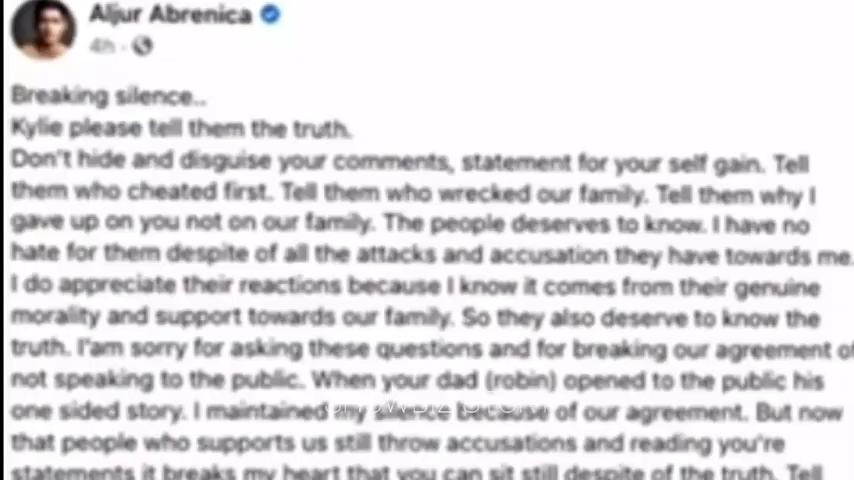 Aljur Abrenica
4h ·
Breaking silence..
Kylie please tell them the truth.
Don't hide and disguise your comments, statement for your self gain. Tell
them who cheated first. Tell them who wrecked our family. Tell them why I
gave up on you not on our family. The people deserves to know. I have no
hate for them despite of all the attacks and accusation they have towards me.
I do appreciate their reactions because I know it comes from their genuine
morality and support towards our family. So they also deserve to know the
truth. I'am sorry for asking these questions and for breaking our agreement of
not speaking to the public. When your dad (robin) opened to the public his
one sided story. I maintained my silence because of our agreement. But now
that people who supports us still throw accusations and reading you're
statements it breaks my heart that you can sit still despite of the truth. Tell